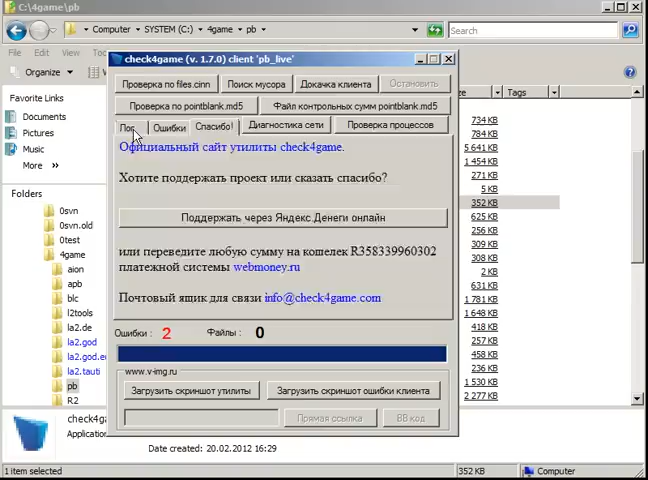 C:\4game\pb
Computer ▸ SYSTEM (C:) ▸ 4game ▸ pb ▸
Search
File Edit View Tools Help
Organize
Favorite Links
Documents
Pictures
Music
More
Folders
0svn
0svn.old
0test
4game
aion
apb
blc
l2tools
la2.de
la2.god
la2.tauti
pb
R2
check4game (v. 1.7.0) client 'pb_live'
Проверка по files.cinn
Поиск мусора
Докачка клиента
Остановить
Проверка по pointblank.md5
Файл контрольных сумм pointblank.md5
Ошибки
Спасибо!
Диагностика сети
Проверка процессов
Официальный сайт утилиты check4game.
Хотите поддержать проект или сказать спасибо?
Поддержать через Яндекс.Деньги онлайн
или переведите любую сумму на кошелек R358339960302
платежной системы webmoney.ru
Почтовый ящик для связи info@check4game.com
Ошибки : 2 Файлы : 0
www.v-img.ru
Загрузить скриншот утилиты
Загрузить скриншот ошибки клиента
Прямая ссылка
BB код
Tags
734 KB
784 KB
5 641 KB
1 454 KB
271 KB
5 KB
352 KB
625 KB
256 KB
309 KB
308 KB
2 KB
631 KB
1 781 KB
1 648 KB
418 KB
257 KB
458 KB
236 KB
1 530 KB
2 277 KB
Date created: 20.02.2012 16:29
1 item selected
352 KB
Computer